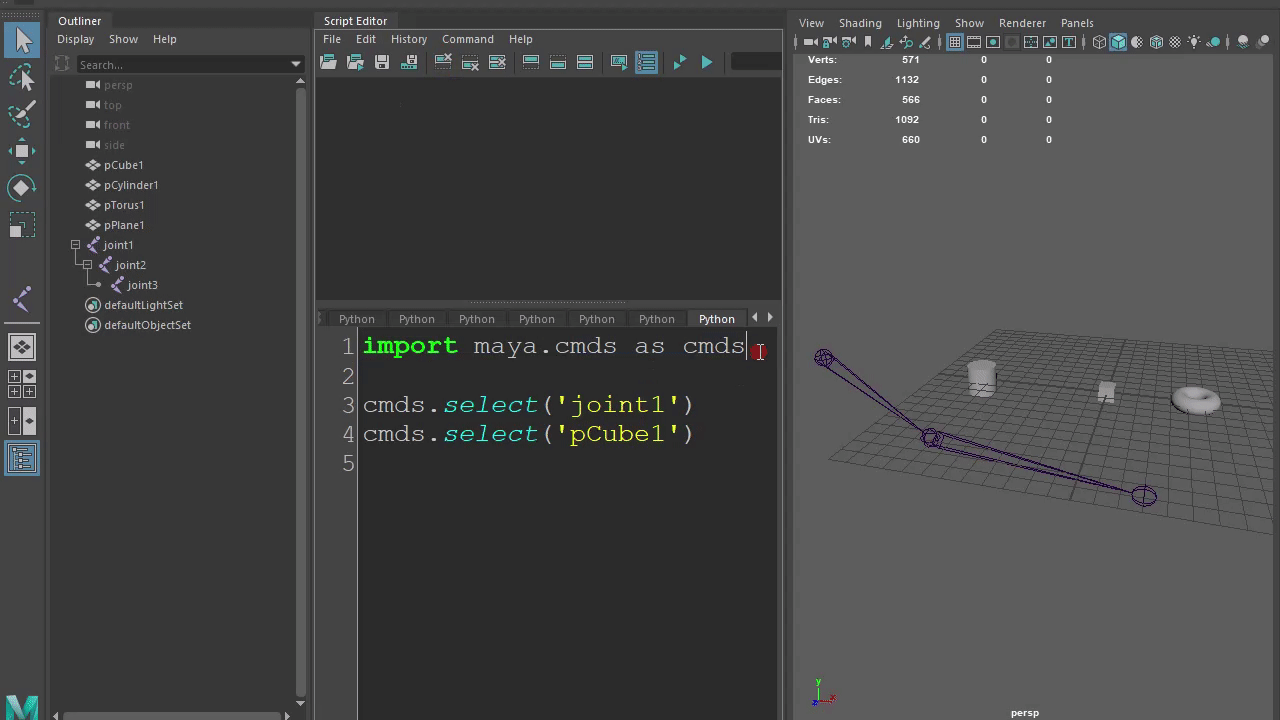 Outliner
Display Show Help
Search...
persp
top
front
side
pCube1
pCylinder1
pTorus1
pPlane1
joint1
joint2
joint3
defaultLightSet
defaultObjectSet
Script Editor
File Edit History Command Help
Python Python Python Python Python Python Python
1 import maya.cmds as cmds
2
3 cmds.select('joint1')
4 cmds.select('pCube1')
5
View Shading Lighting Show Renderer Panels
Verts: 571 0 0
Edges: 1132 0 0
Faces: 566 0 0
Tris: 1092 0 0
UVs: 660 0 0
y
x
z
persp